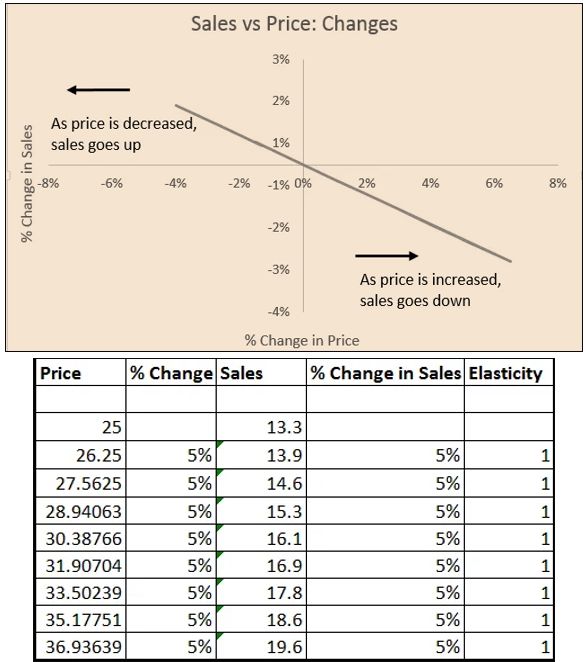 Sales vs Price: Changes
3%
2%
As price is decreased,
sales goes up
1%
% Change in Sales
-8% -6% -4% -2% -1% 0% 2% 4% 6% 8%
-2%
-3%
As price is increased,
sales goes down
-4%
% Change in Price
Price % Change Sales % Change in Sales Elasticity
25 13.3
26.25 5% 13.9 5% 1
27.5625 5% 14.6 5% 1
28.94063 5% 15.3 5% 1
30.38766 5% 16.1 5% 1
31.90704 5% 16.9 5% 1
33.50239 5% 17.8 5% 1
35.17751 5% 18.6 5% 1
36.93639 5% 19.6 5% 1